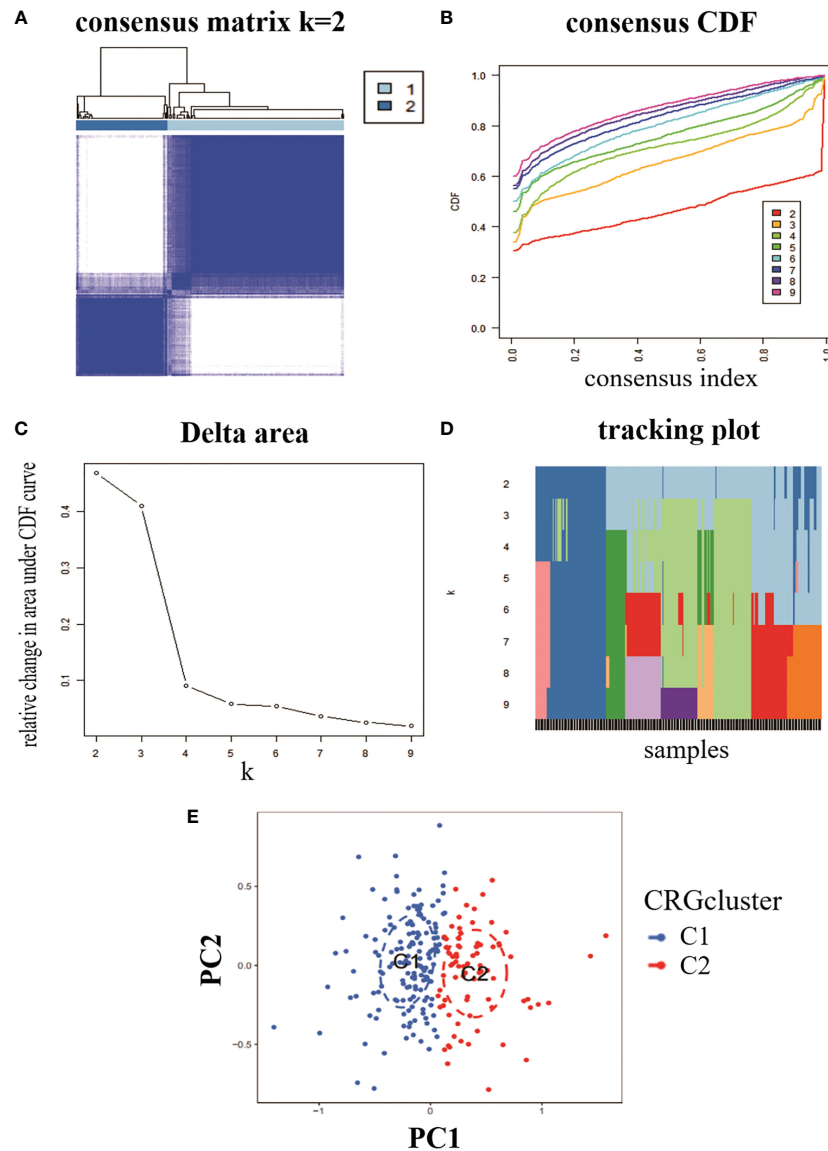 A
consensus matrix k=2
1
2
B
consensus CDF
CDF
1.0
0.8
0.6
0.4
0.2
0.0
2
3
4
5
6
7
8
9
0.0
0.2
0.4
0.6
0.8
1.0
consensus index
C
Delta area
relative change in area under CDF curve
0.4
0.3
0.2
0.1
2
3
4
5
6
7
8
9
k
D
tracking plot
k
2
3
4
5
6
7
8
9
samples
E
PC2
0.5
0.0
−0.5
C1
C2
−1
0
1
PC1
CRGcluster
C1
C2